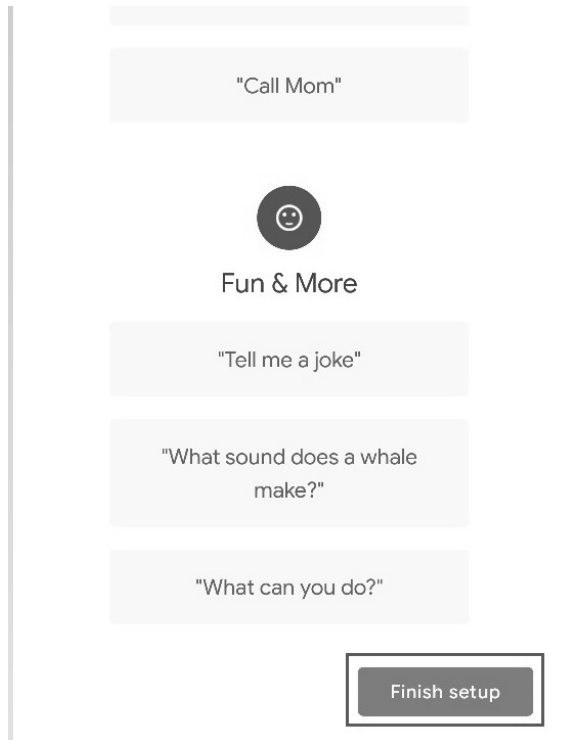 "Call Mom"
Fun & More
"Tell me a joke"
"What sound does a whale
make?"
"What can you do?"
Finish setup